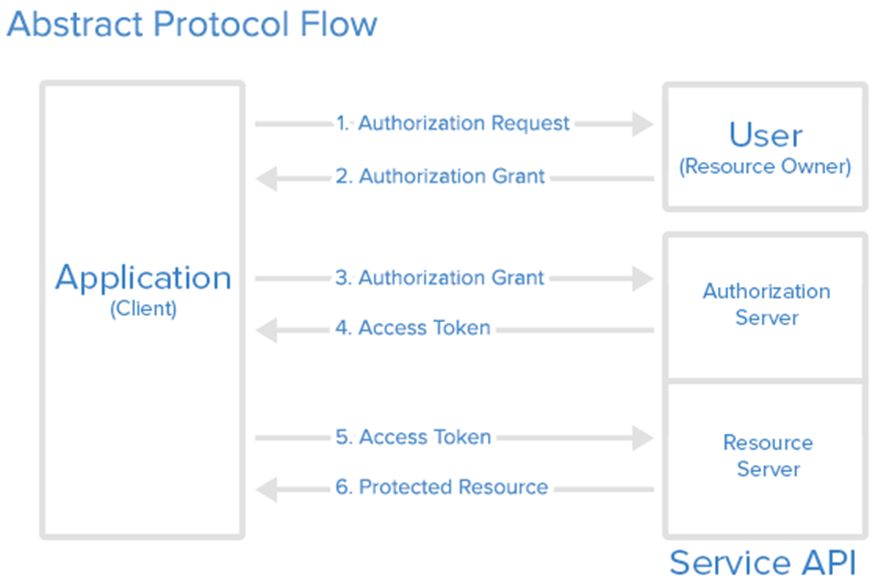 Abstract Protocol Flow
1. Authorization Request
User
(Resource Owner)
2. Authorization Grant
Application
(Client)
3. Authorization Grant
Authorization
Server
4. Access Token
5. Access Token
Resource
Server
6. Protected Resource
Service API